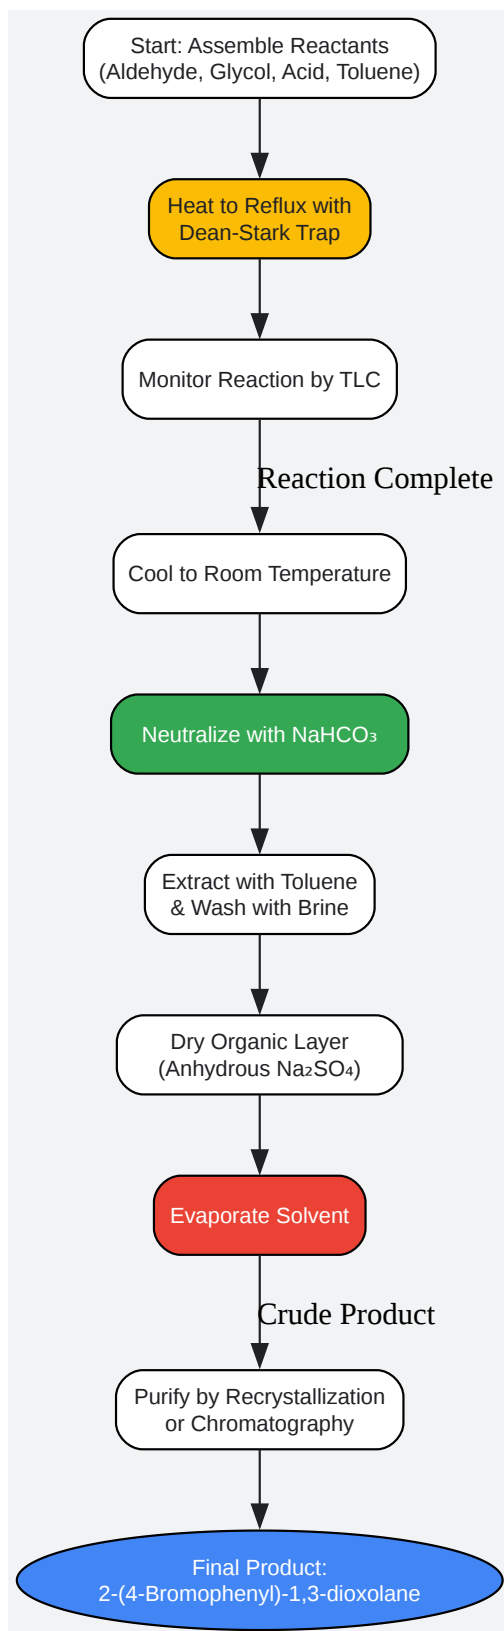 Start: Assemble Reactants
(Aldehyde, Glycol, Acid, Toluene)
Heat to Reflux with
Dean-Stark Trap
Monitor Reaction by TLC
Reaction Complete
Cool to Room Temperature
Neutralize with NaHCO₃
Extract with Toluene
& Wash with Brine
Dry Organic Layer
(Anhydrous Na₂SO₄)
Evaporate Solvent
Crude Product
Purify by Recrystallization
or Chromatography
Final Product:
2-(4-Bromophenyl)-1,3-dioxolane